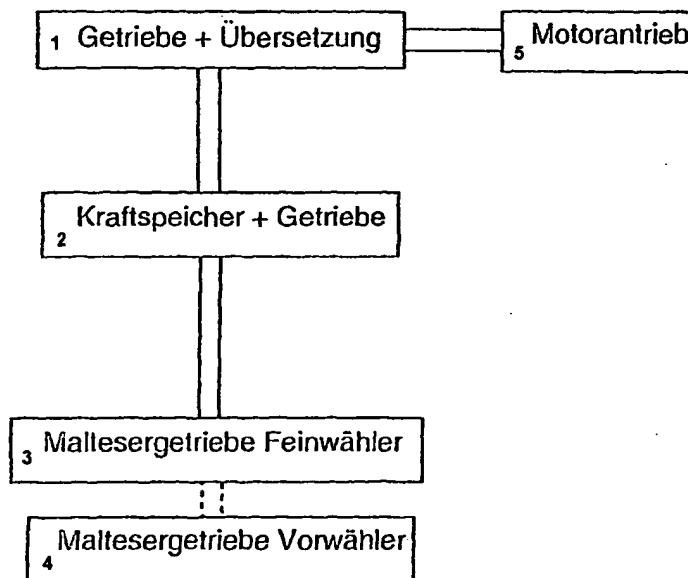 1 Getriebe + Übersetzung
5 Motorantrieb
2 Kraftspeicher + Getriebe
3 Maltesergetriebe Feinwähler
4 Maltesergetriebe Vorwähler